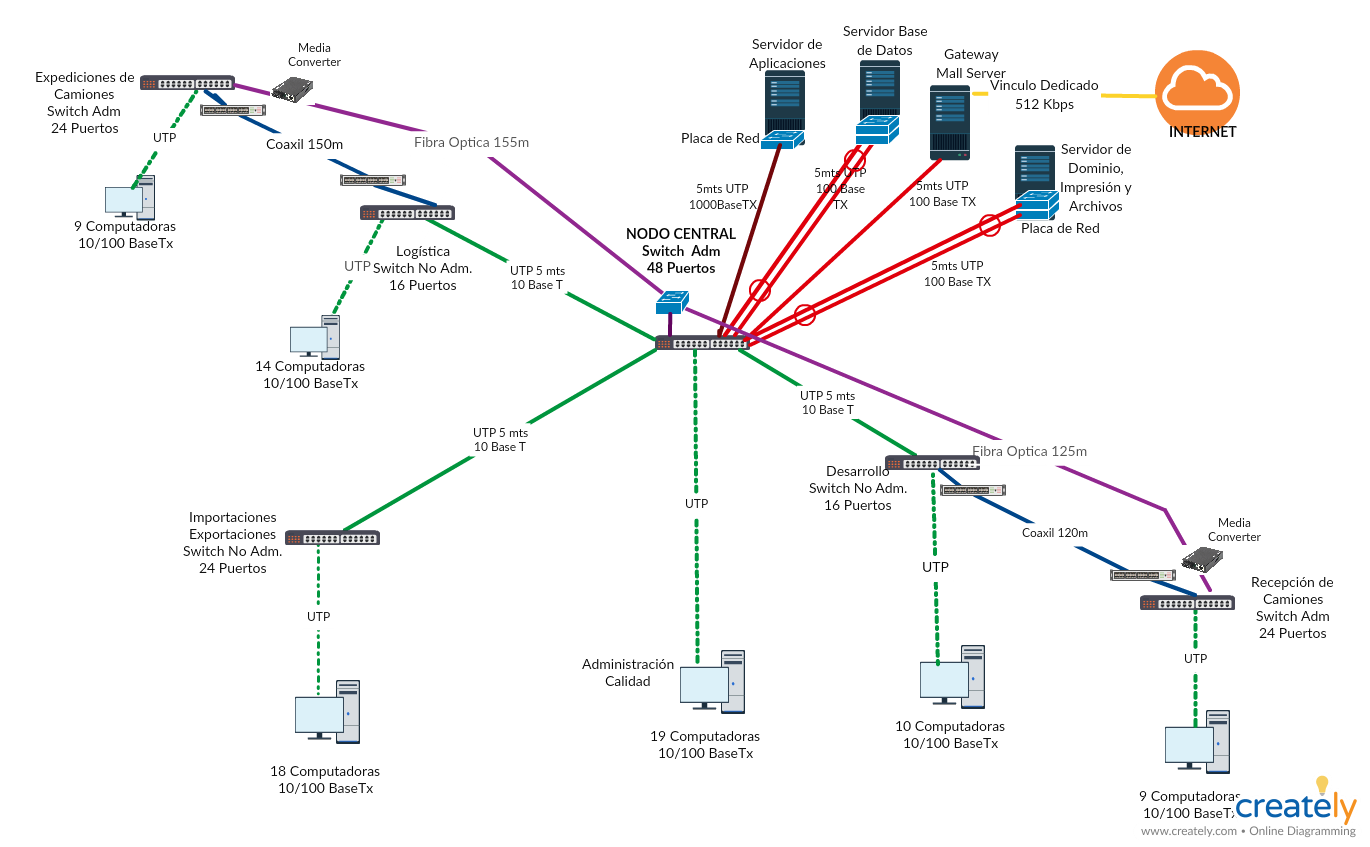 Media
Converter
Expediciones de
Camiones
Switch Adm
24 Puertos
UTP
9 Computadoras
10/100 BaseTx
Coaxil 150m
Fibra Optica 155m
Logística
Switch No Adm.
16 Puertos
UTP
14 Computadoras
10/100 BaseTx
UTP 5 mts
10 Base T
NODO CENTRAL
Switch Adm
48 Puertos
Servidor de
Aplicaciones
Placa de Red
5mts UTP
1000BaseTX
Servidor Base
de Datos
5mts UTP
100 Base
TX
Gateway
Mall Server
5mts UTP
100 Base TX
Vinculo Dedicado
512 Kbps
INTERNET
Servidor de
Dominio,
Impresión y
Archivos
Placa de Red
5mts UTP
100 Base TX
UTP 5 mts
10 Base T
Importaciones
Exportaciones
Switch No Adm.
24 Puertos
UTP
18 Computadoras
10/100 BaseTx
UTP
Administración
Calidad
19 Computadoras
10/100 BaseTx
UTP 5 mts
10 Base T
Desarrollo
Switch No Adm.
16 Puertos
UTP
10 Computadoras
10/100 BaseTx
Fibra Optica 125m
Coaxil 120m
Media
Converter
Recepción de
Camiones
Switch Adm
24 Puertos
UTP
9 Computadoras
10/100 BaseTx
creately
www.creately.com • Online Diagramming